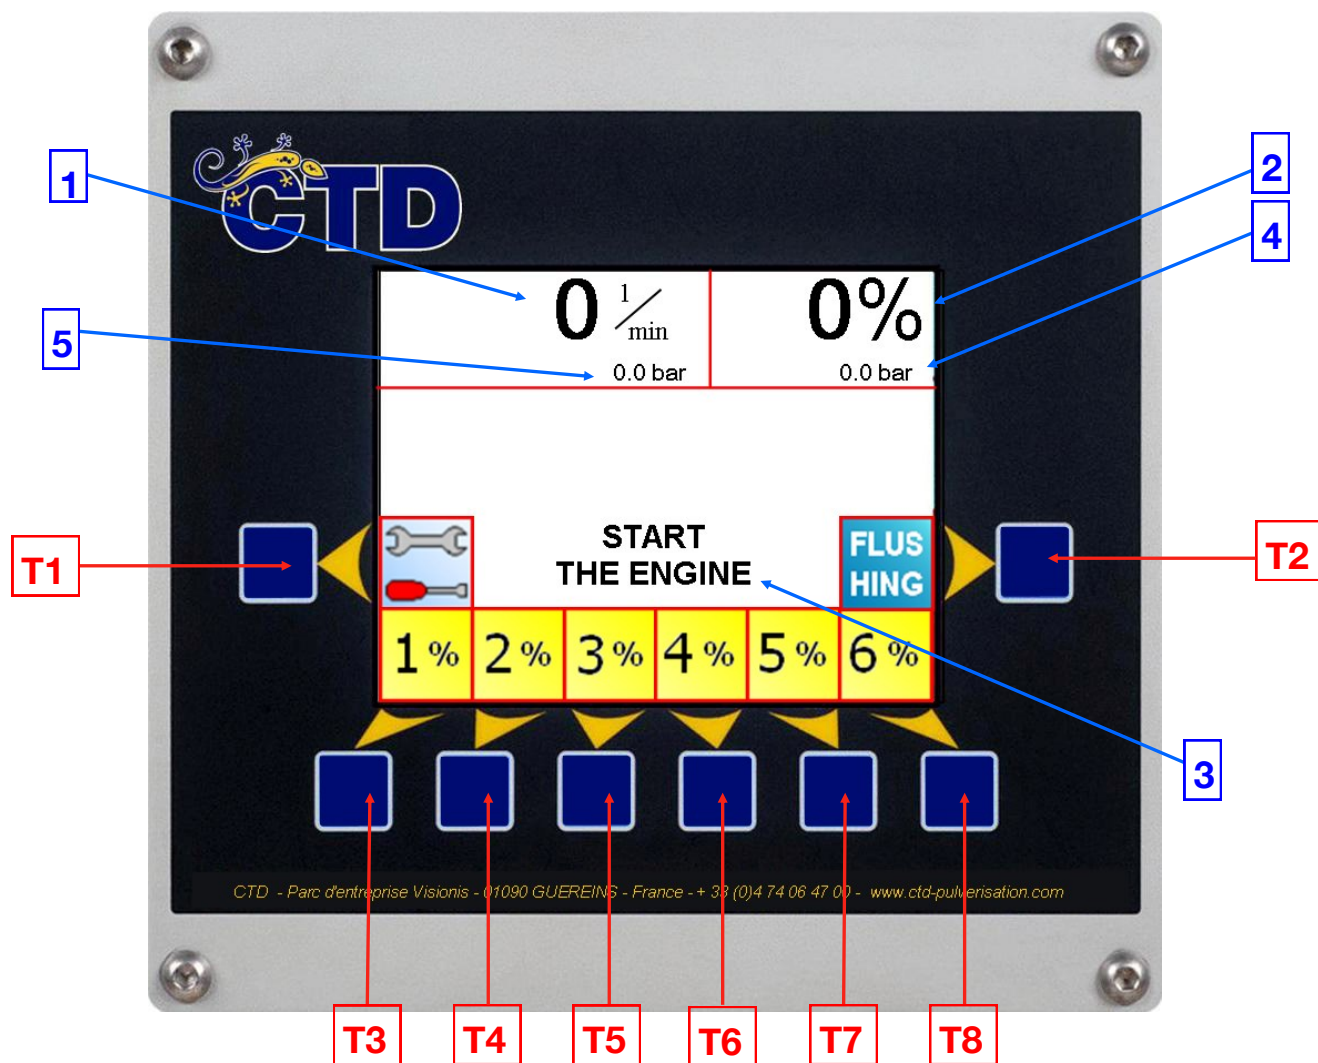 CTD
1
2
4
5
0 l/min
0%
0.0 bar
0.0 bar
T1
START
THE ENGINE
FLUS
HING
T2
1 %
2 %
3 %
4 %
5 %
6 %
3
CTD - Parc d'entreprise Visionis - 01090 GUEREINS - France - + 33 (0)4 74 06 47 00 - www.ctd-pulverisation.com
T3
T4
T5
T6
T7
T8